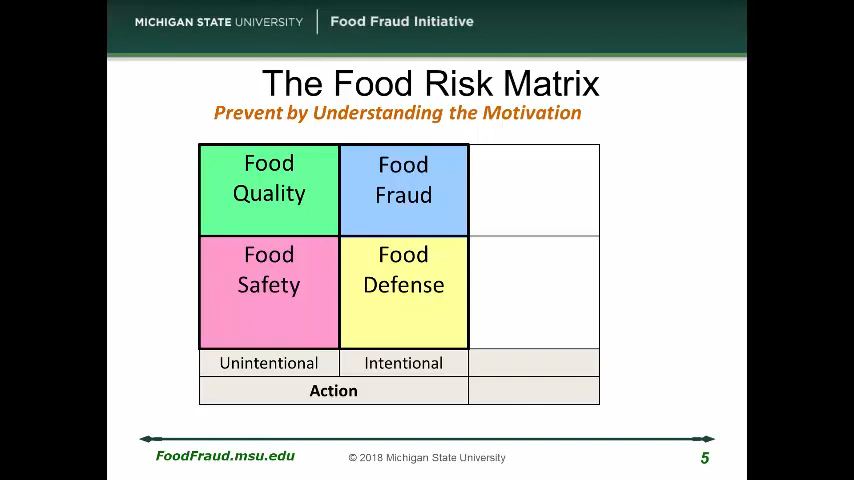 MICHIGAN STATE UNIVERSITY | Food Fraud Initiative
The Food Risk Matrix
Prevent by Understanding the Motivation
Food Quality
Food Fraud
Food Safety
Food Defense
Unintentional
Intentional
Action
FoodFraud.msu.edu
© 2018 Michigan State University
5